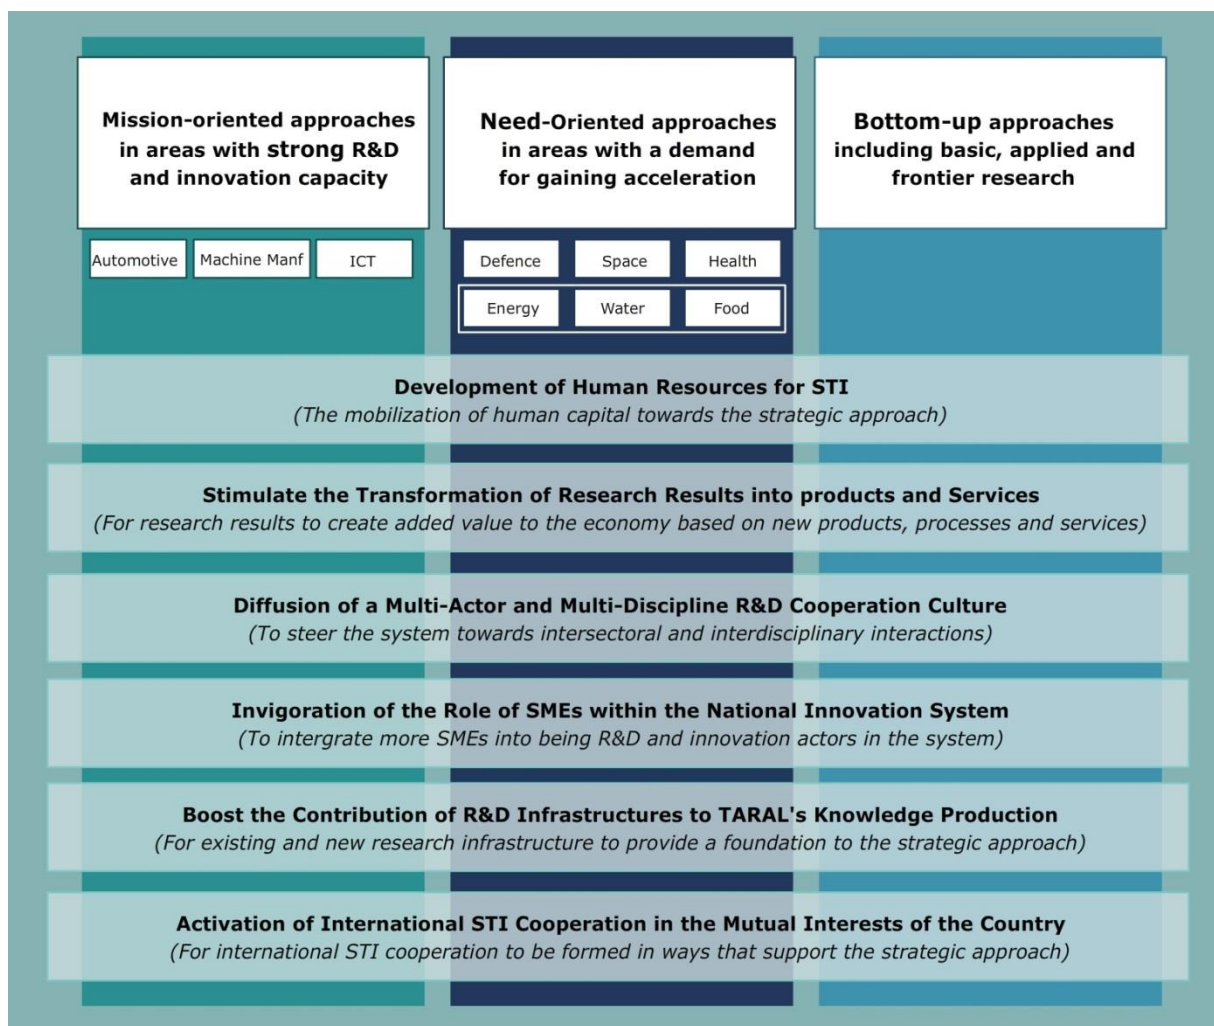 Mission-oriented approaches
in areas with strong R&D
and innovation capacity
Need-Oriented approaches
in areas with a demand
for gaining acceleration
Bottom-up approaches
including basic, applied and
frontier research
Automotive
Machine Manf
ICT
Defence
Space
Health
Energy
Water
Food
Development of Human Resources for STI
(The mobilization of human capital towards the strategic approach)
Stimulate the Transformation of Research Results into products and Services
(For research results to create added value to the economy based on new products, processes and services)
Diffusion of a Multi-Actor and Multi-Discipline R&D Cooperation Culture
(To steer the system towards intersectoral and interdisciplinary interactions)
Invigoration of the Role of SMEs within the National Innovation System
(To intergrate more SMEs into being R&D and innovation actors in the system)
Boost the Contribution of R&D Infrastructures to TARAL's Knowledge Production
(For existing and new research infrastructure to provide a foundation to the strategic approach)
Activation of International STI Cooperation in the Mutual Interests of the Country
(For international STI cooperation to be formed in ways that support the strategic approach)